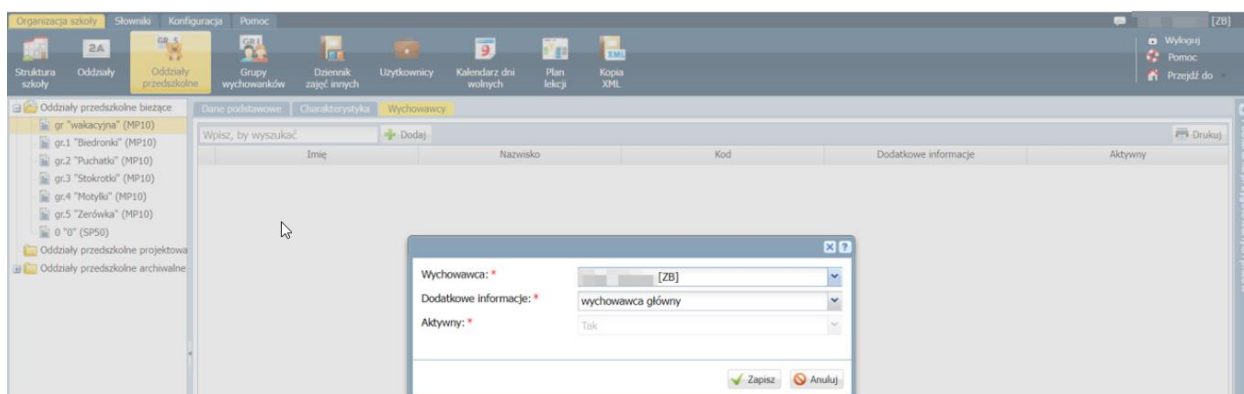 Organizacja szkoły Słowniki Konfiguracja Pomoc [ZB]
Wyloguj
Pomoc
Przejdź do
2A GR. 5 GR.1 9 XML
Struktura szkoły Oddziały Oddziały przedszkolne Grupy wychowanków Dziennik zajęć innych Użytkownicy Kalendarz dni wolnych Plan lekcji Kopia XML
Oddziały przedszkolne bieżące
gr "wakacyjna" (MP10)
gr.1 "Biedronki" (MP10)
gr.2 "Puchatki" (MP10)
gr.3 "Stokrotki" (MP10)
gr.4 "Motylki" (MP10)
gr.5 "Zerówka" (MP10)
0 "0" (SP50)
Oddziały przedszkolne projektowa
Oddziały przedszkolne archiwalne
Dane podstawowe Charakterystyka Wychowawcy
Wpisz, by wyszukać Dodaj Drukuj
Imię Nazwisko Kod Dodatkowe informacje Aktywny
Wychowawca: * [ZB]
Dodatkowe informacje: * wychowawca główny
Aktywny: * Tak
Zapisz Anuluj